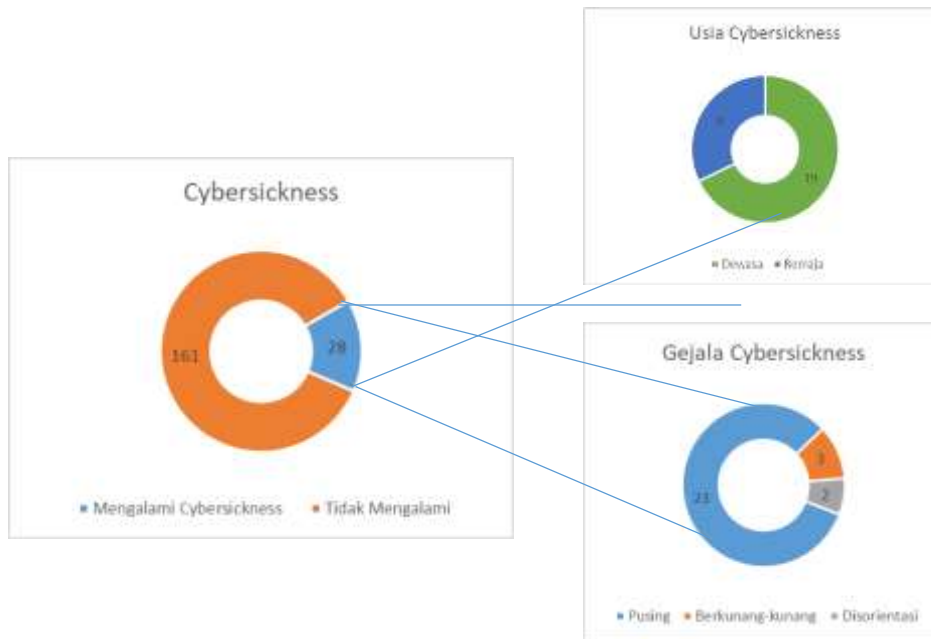 Usia Cybersickness
19
Dewasa Remaja
Cybersickness
161
28
Mengalami Cybersickness Tidak Mengalami
Gejala Cybersickness
23
3
2
Pusing Berkunang-kunang Disorientasi